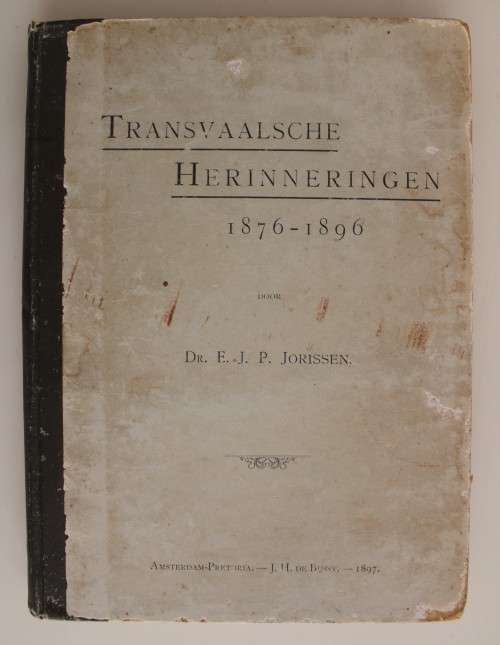 TRANSVAALSCHE
HERINNERINGEN
1876-1896
DOOR
DR. E. J. P. JORISSEN.
AMSTERDAM-PRETORIA. — J. H. DE BUSSY. — 1897.